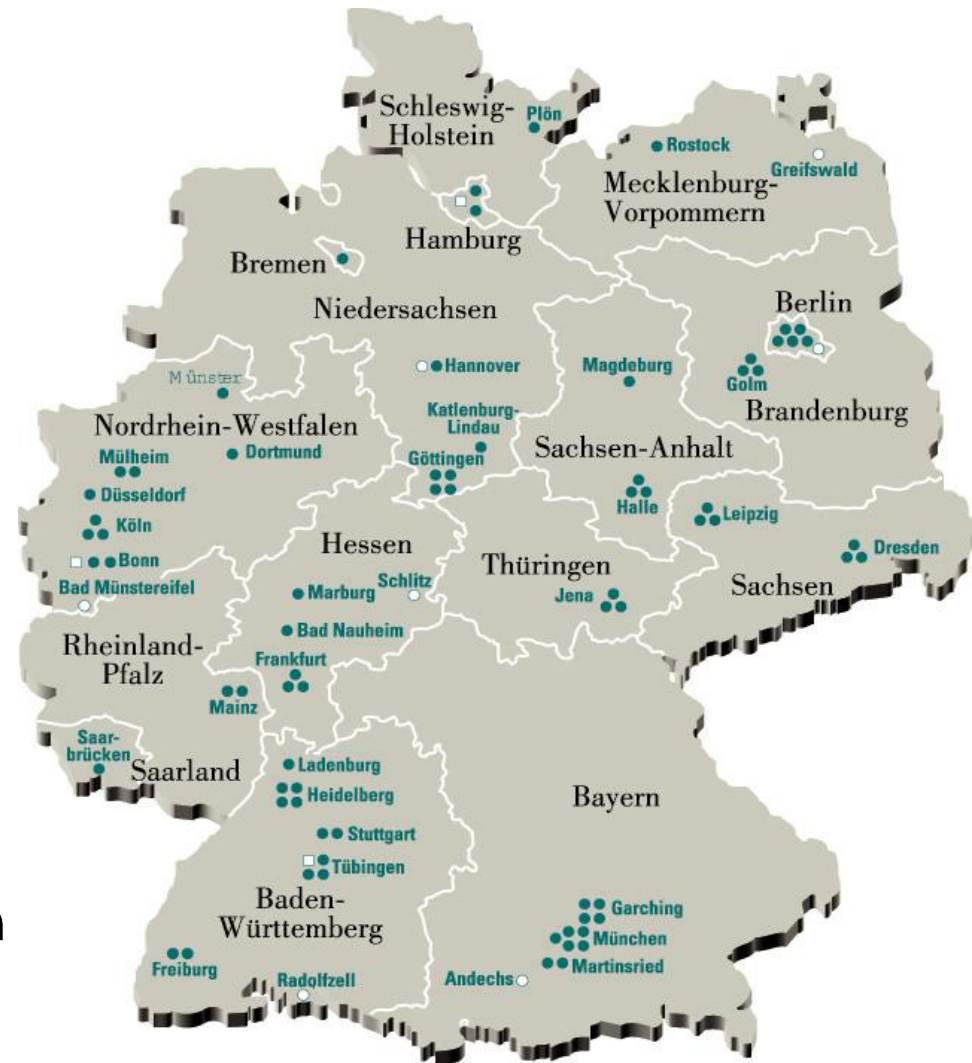 Schleswig-
Holstein
Plön
Rostock
Greifswald
Mecklenburg-
Vorpommern
Hamburg
Bremen
Niedersachsen
Berlin
Hannover
Magdeburg
Golm
Brandenburg
Münster
Katlenburg-
Lindau
Nordrhein-Westfalen
Sachsen-Anhalt
Dortmund
Mülheim
Göttingen
Düsseldorf
Halle
Leipzig
Köln
Hessen
Dresden
Bonn
Thüringen
Sachsen
Bad Münstereifel
Marburg
Schlitz
Jena
Bad Nauheim
Rheinland-
Pfalz
Frankfurt
Mainz
Saar-
brücken
Saarland
Ladenburg
Heidelberg
Bayern
Stuttgart
Tübingen
Baden-
Württemberg
Garching
München
Martinsried
Freiburg
Radolfzell
Andechs
n